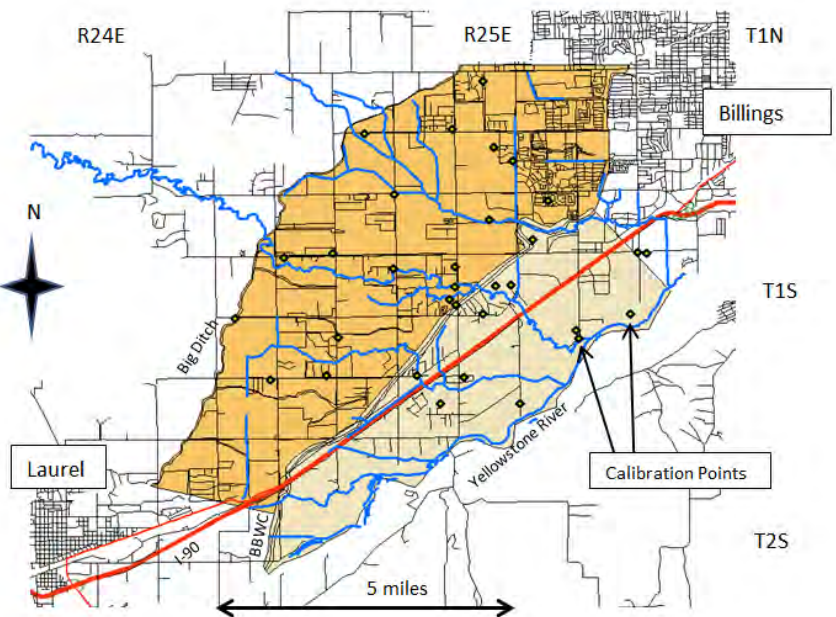 R24E
R25E
T1N
Billings
N
T1S
Big Ditch
Yellowstone River
Calibration Points
Laurel
BBWC
I-90
T2S
5 miles